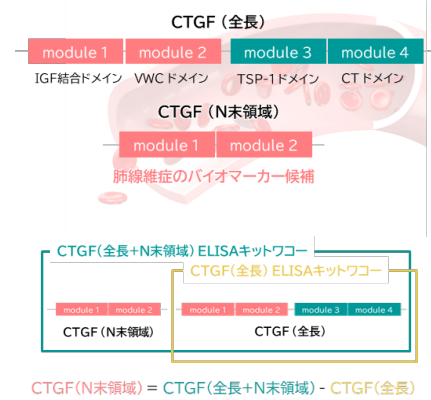 CTGF（全長）
module 1 module 2 module 3 module 4
IGF結合ドメイン VWCドメイン TSP-1ドメイン CTドメイン
CTGF（N末領域）
module 1 module 2
肺線維症のバイオマーカー候補
CTGF（全長+N末領域）ELISAキットワコー
CTGF（全長）ELISAキットワコー
module 1 module 2 module 1 module 2 module 3 module 4
CTGF（N末領域） CTGF（全長）
CTGF（N末領域）= CTGF（全長+N末領域）- CTGF（全長）